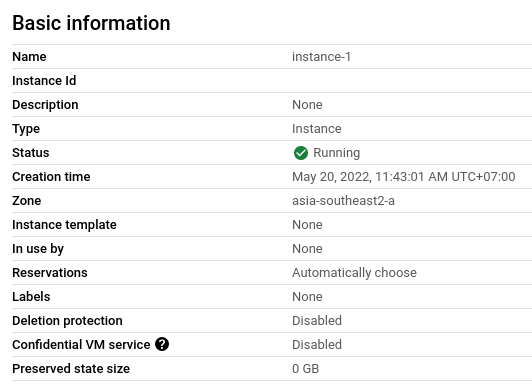 Basic information
Name instance-1
Instance Id
Description None
Type Instance
Status Running
Creation time May 20, 2022, 11:43:01 AM UTC+07:00
Zone asia-southeast2-a
Instance template None
In use by None
Reservations Automatically choose
Labels None
Deletion protection Disabled
Confidential VM service ? Disabled
Preserved state size 0 GB